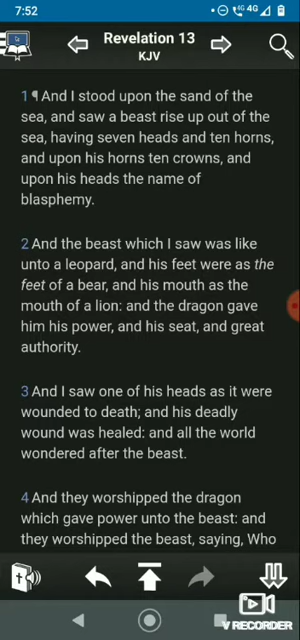 7:52
4G 4G
Revelation 13
KJV
1 ¶ And I stood upon the sand of the
sea, and saw a beast rise up out of the
sea, having seven heads and ten horns,
and upon his horns ten crowns, and
upon his heads the name of
blasphemy.
2 And the beast which I saw was like
unto a leopard, and his feet were as the
feet of a bear, and his mouth as the
mouth of a lion: and the dragon gave
him his power, and his seat, and great
authority.
3 And I saw one of his heads as it were
wounded to death; and his deadly
wound was healed: and all the world
wondered after the beast.
4 And they worshipped the dragon
which gave power unto the beast: and
they worshipped the beast, saying, Who
V RECORDER